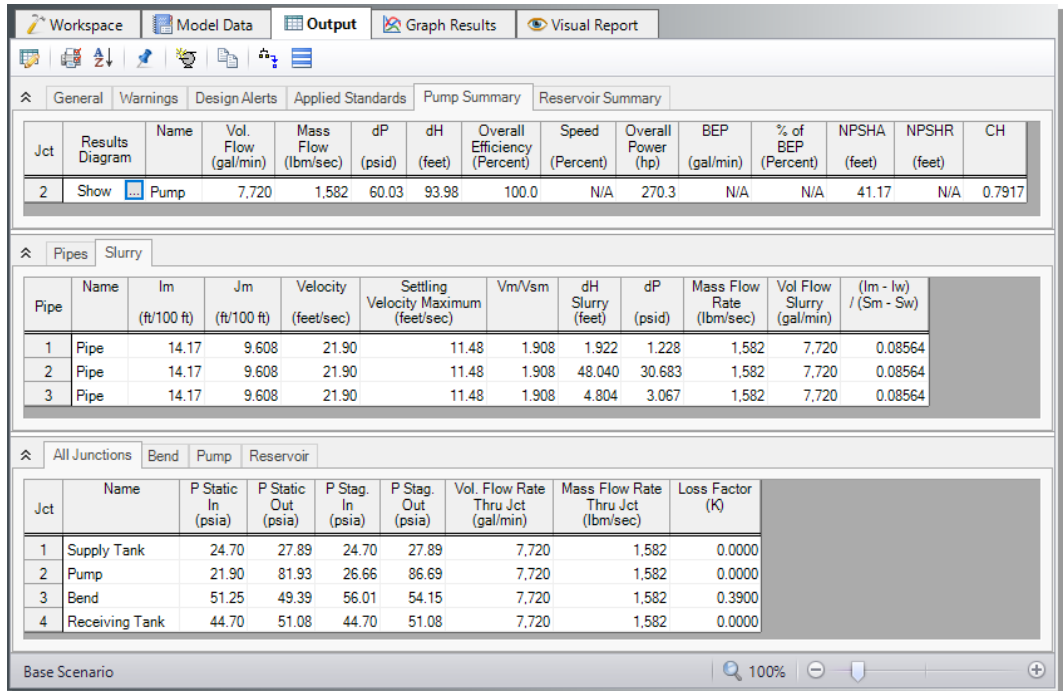 Workspace Model Data Output Graph Results Visual Report
General Warnings Design Alerts Applied Standards Pump Summary Reservoir Summary
Jct Results Diagram Name Vol. Flow (gal/min) Mass Flow (lbm/sec) dP (psid) dH (feet) Overall Efficiency (Percent) Speed (Percent) Overall Power (hp) BEP (gal/min) % of BEP (Percent) NPSHA (feet) NPSHR (feet) CH
2 Show ... Pump 7,720 1,582 60.03 93.98 100.0 N/A 270.3 N/A N/A 41.17 N/A 0.7917
Pipes Slurry
Pipe Name Im (ft/100 ft) Jm (ft/100 ft) Velocity (feet/sec) Settling Velocity Maximum (feet/sec) Vm/Vsm dH Slurry (feet) dP (psid) Mass Flow Rate (lbm/sec) Vol Flow Slurry (gal/min) (Im - Iw) / (Sm - Sw)
1 Pipe 14.17 9.608 21.90 11.48 1.908 1.922 1.228 1,582 7,720 0.08564
2 Pipe 14.17 9.608 21.90 11.48 1.908 48.040 30.683 1,582 7,720 0.08564
3 Pipe 14.17 9.608 21.90 11.48 1.908 4.804 3.067 1,582 7,720 0.08564
All Junctions Bend Pump Reservoir
Jct Name P Static In (psia) P Static Out (psia) P Stag. In (psia) P Stag. Out (psia) Vol. Flow Rate Thru Jct (gal/min) Mass Flow Rate Thru Jct (lbm/sec) Loss Factor (K)
1 Supply Tank 24.70 27.89 24.70 27.89 7,720 1,582 0.0000
2 Pump 21.90 81.93 26.66 86.69 7,720 1,582 0.0000
3 Bend 51.25 49.39 56.01 54.15 7,720 1,582 0.3900
4 Receiving Tank 44.70 51.08 44.70 51.08 7,720 1,582 0.0000
Base Scenario 100%